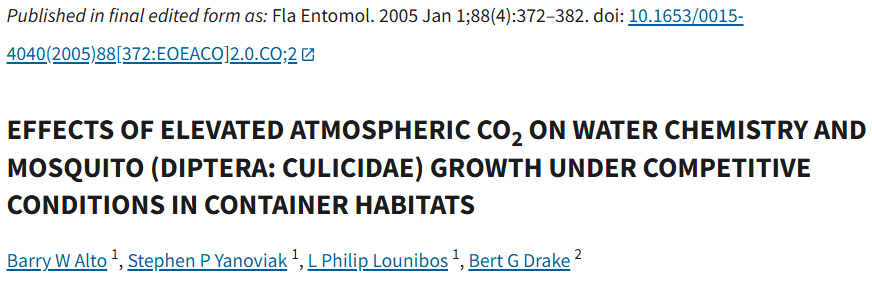 Published in final edited form as: Fla Entomol. 2005 Jan 1;88(4):372–382. doi: 10.1653/0015-
4040(2005)88[372:EOEACO]2.0.CO;2
EFFECTS OF ELEVATED ATMOSPHERIC CO2 ON WATER CHEMISTRY AND
MOSQUITO (DIPTERA: CULICIDAE) GROWTH UNDER COMPETITIVE
CONDITIONS IN CONTAINER HABITATS
Barry W Alto 1, Stephen P Yanoviak 1, L Philip Lounibos 1, Bert G Drake 2